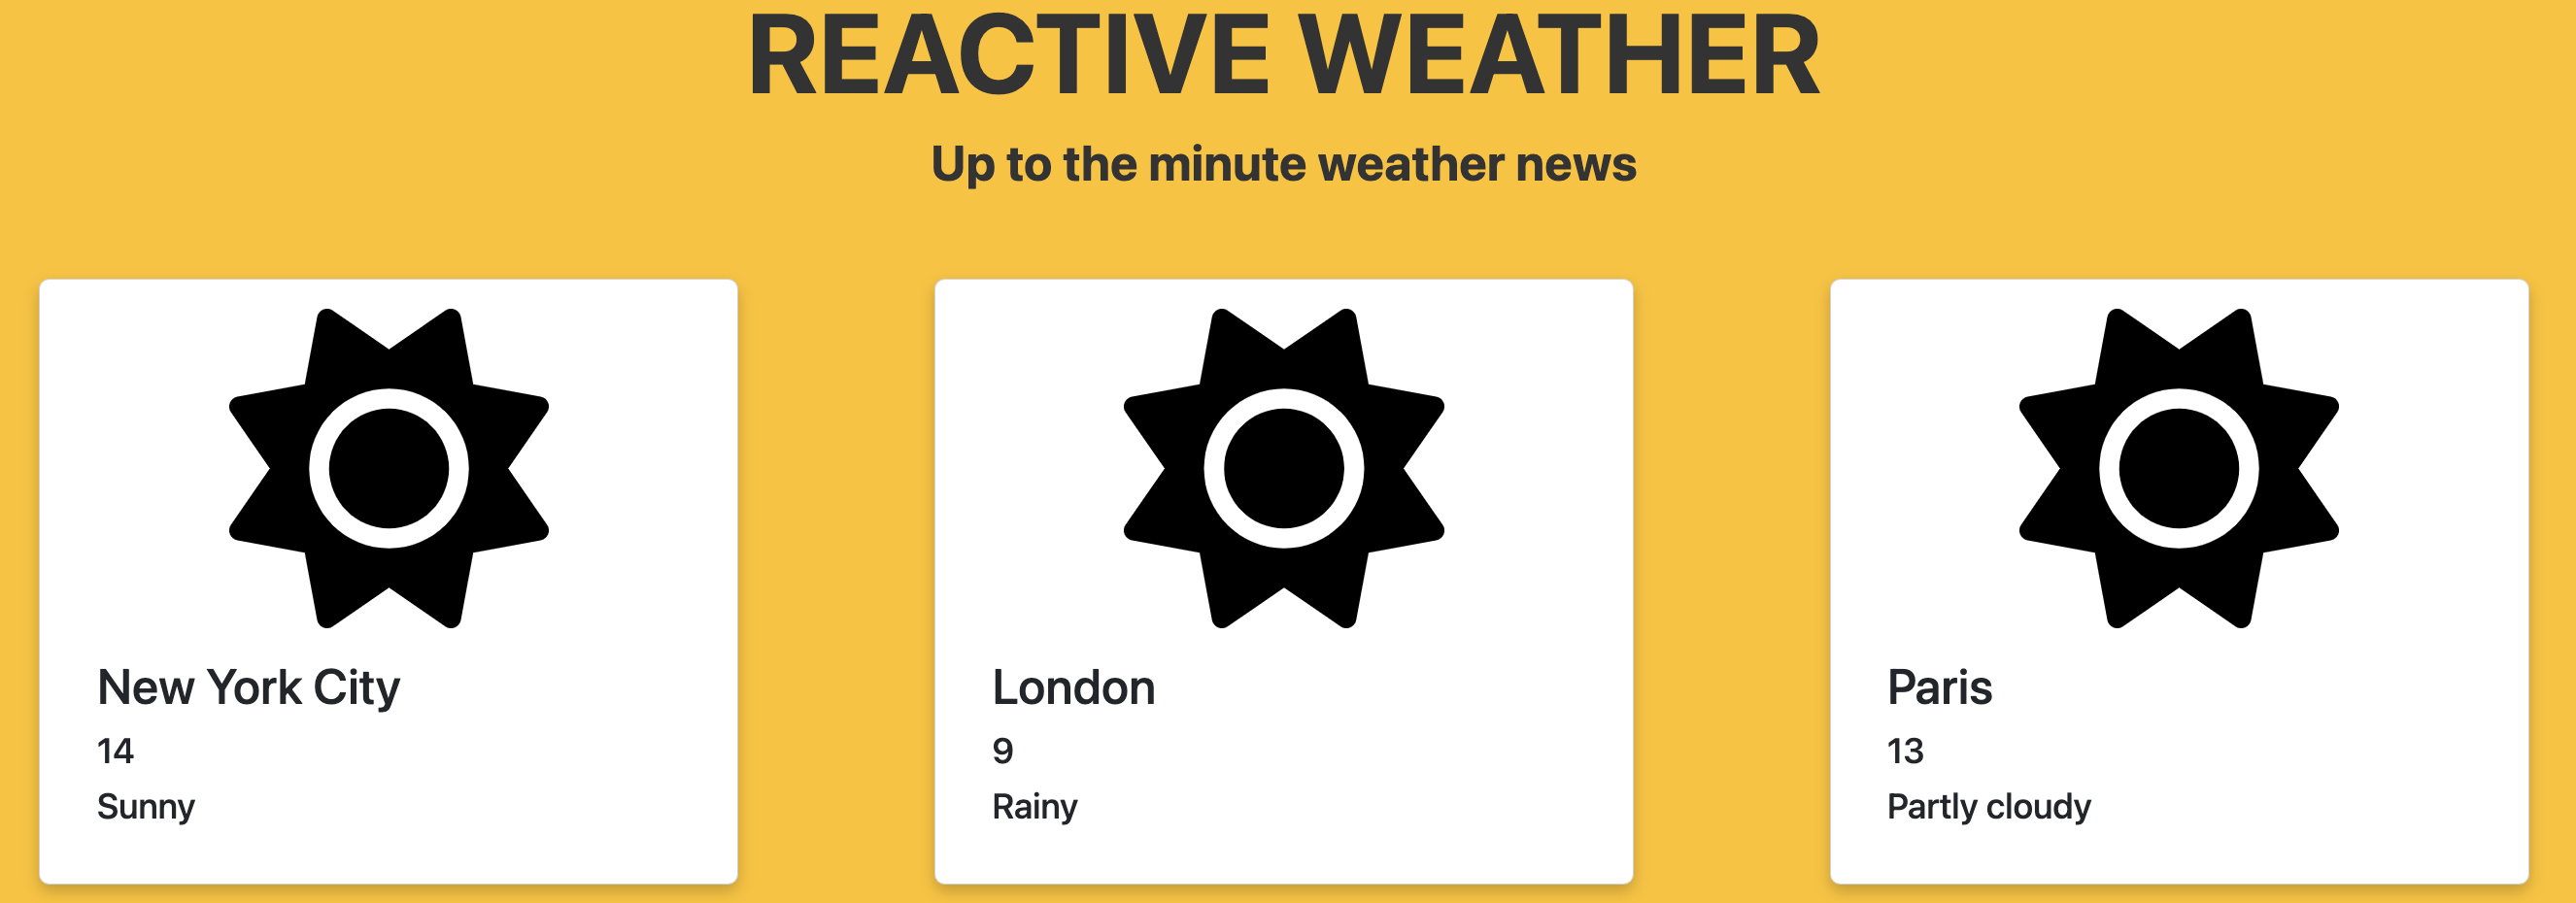 REACTIVE WEATHER
Up to the minute weather news
New York City
14
Sunny
London
9
Rainy
Paris
13
Partly cloudy